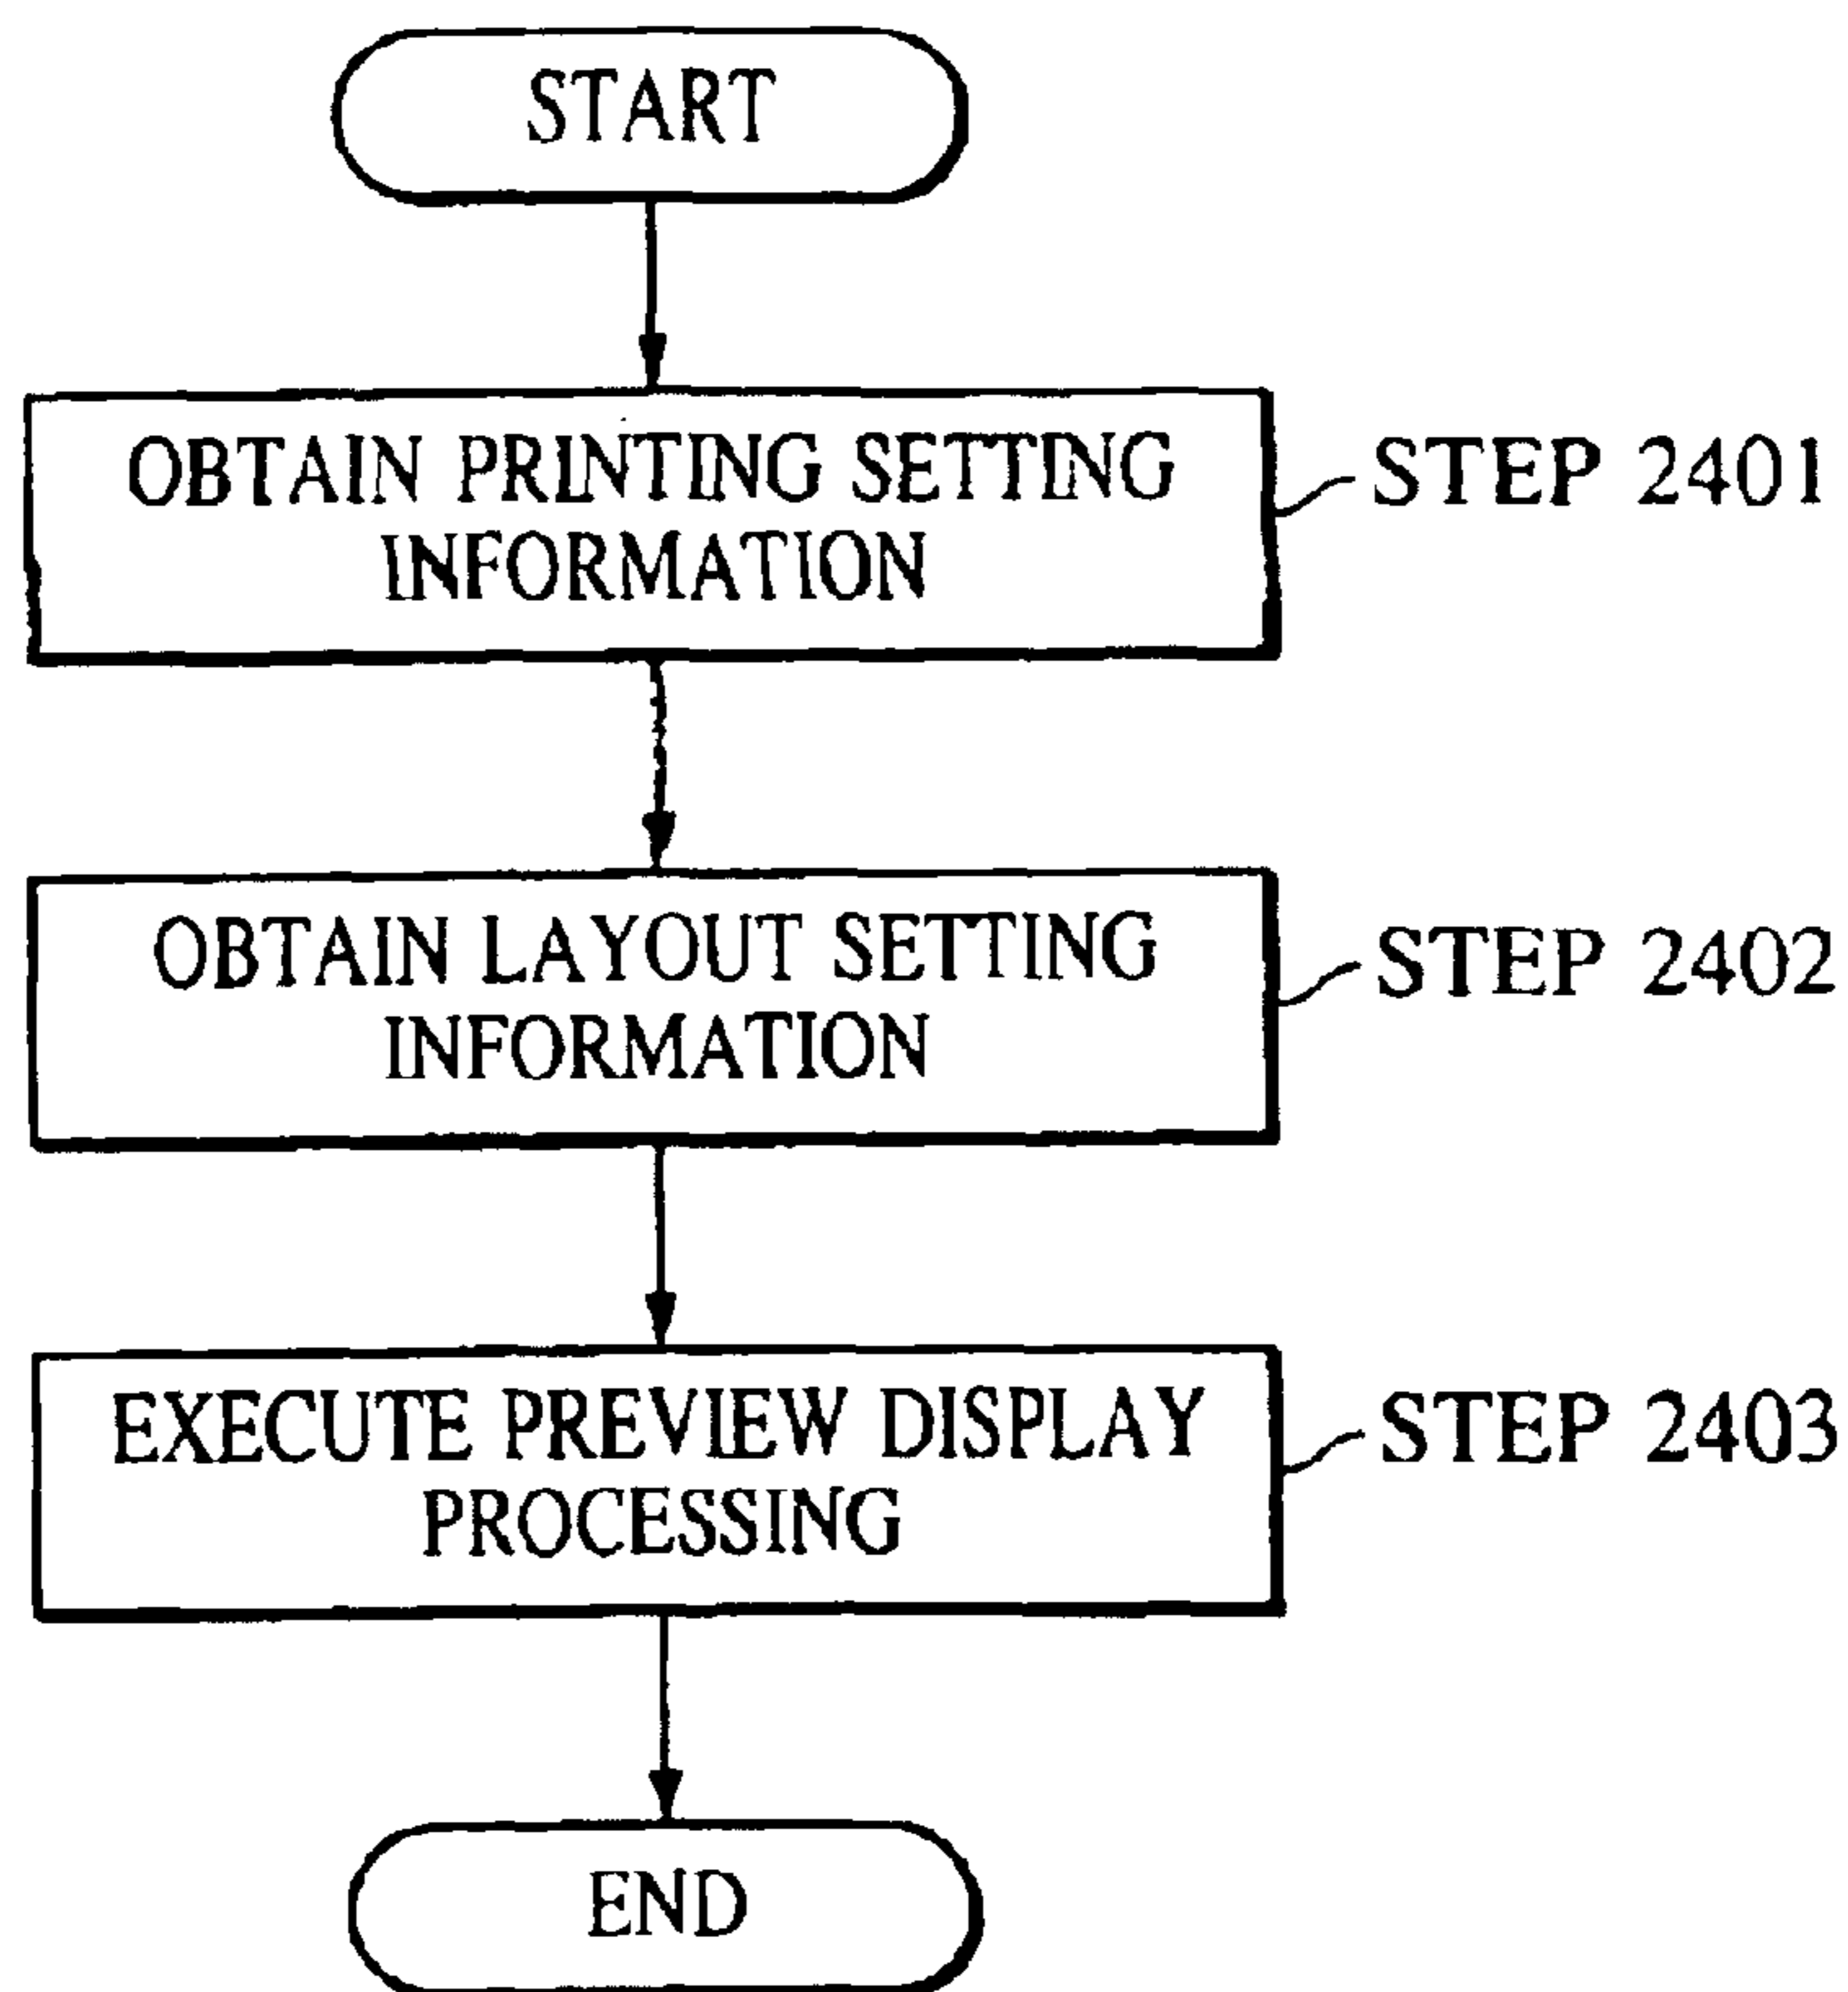 START
OBTAIN PRINTING SETTING
INFORMATION
STEP 2401
OBTAIN LAYOUT SETTING
INFORMATION
STEP 2402
EXECUTE PREVIEW DISPLAY
PROCESSING
STEP 2403
END